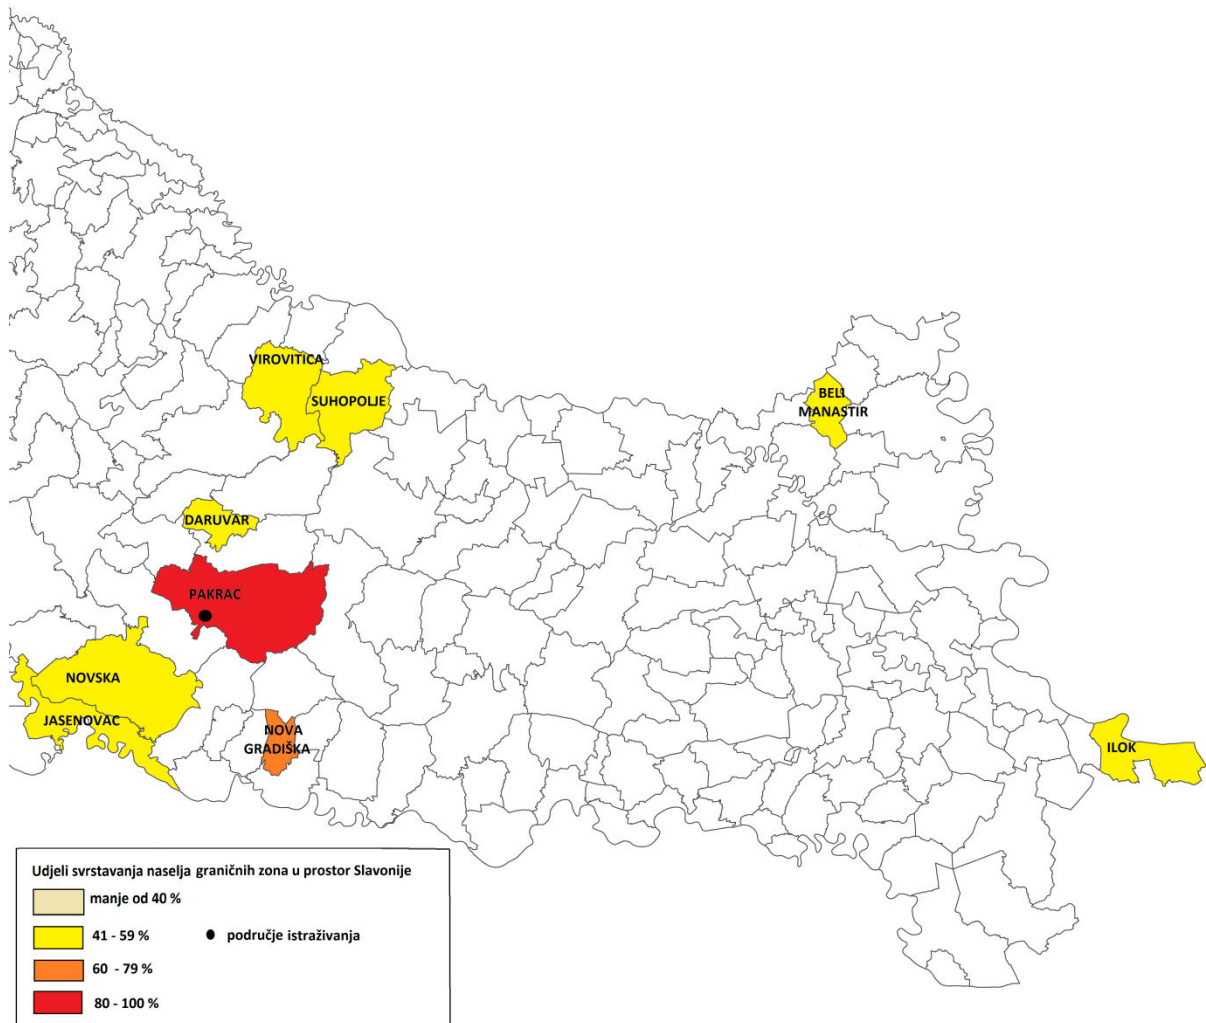 VIROVITICA
SUHOPOLJE
BELI
MANASTIR
DARUVAR
PAKRAC
NOVSKA
JASENOVAC
NOVA
GRADIŠKA
ILOK
Udjeli svrstavanja naselja graničnih zona u prostor Slavonije
manje od 40 %
41 - 59 %
područje istraživanja
60 - 79 %
80 - 100 %